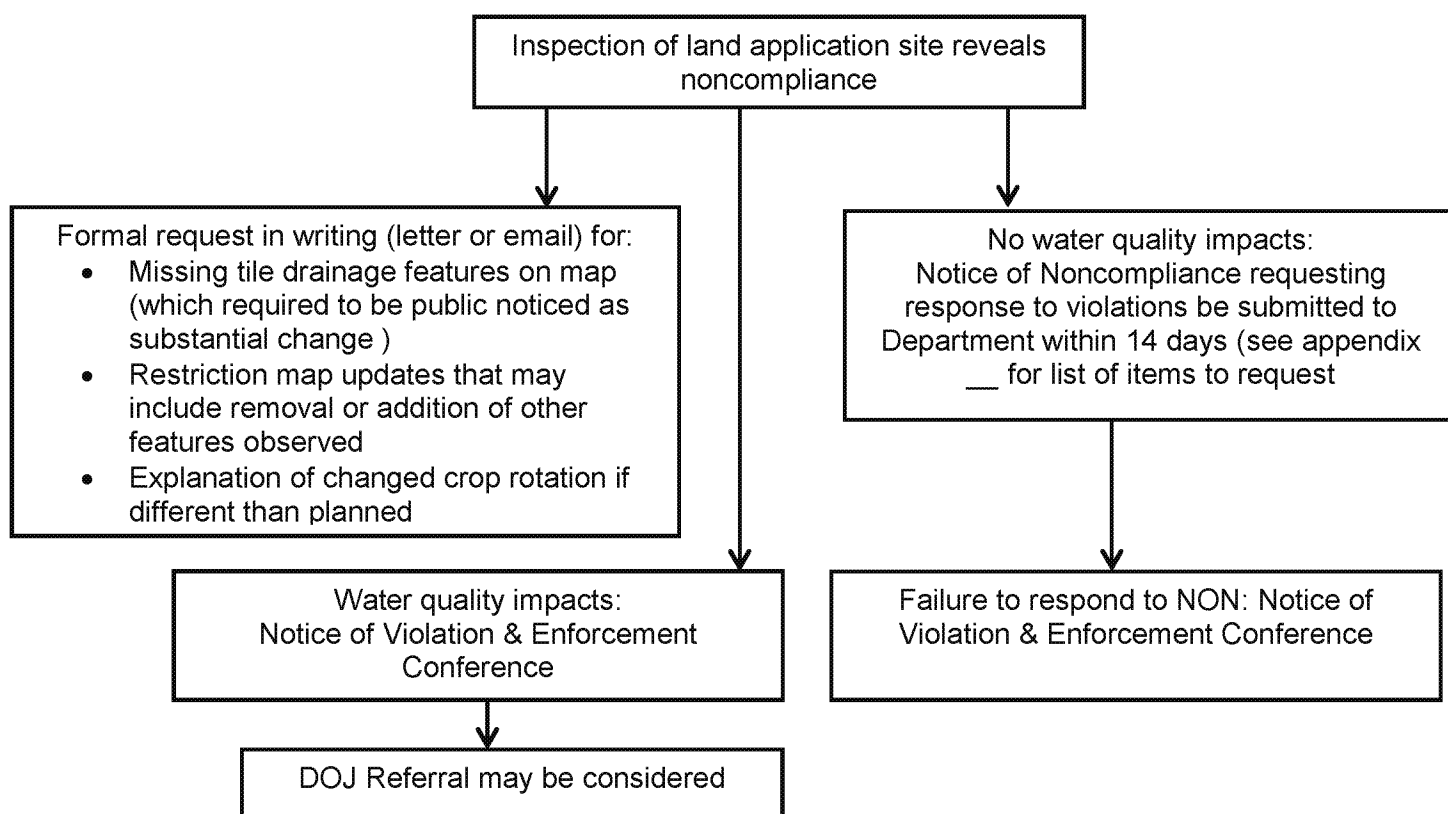 Inspection of land application site reveals
noncompliance
Formal request in writing (letter or email) for:
• Missing tile drainage features on map
(which required to be public noticed as
substantial change )
• Restriction map updates that may
include removal or addition of other
features observed
• Explanation of changed crop rotation if
different than planned
No water quality impacts:
Notice of Noncompliance requesting
response to violations be submitted to
Department within 14 days (see appendix
__ for list of items to request
Water quality impacts:
Notice of Violation & Enforcement
Conference
Failure to respond to NON: Notice of
Violation & Enforcement Conference
DOJ Referral may be considered